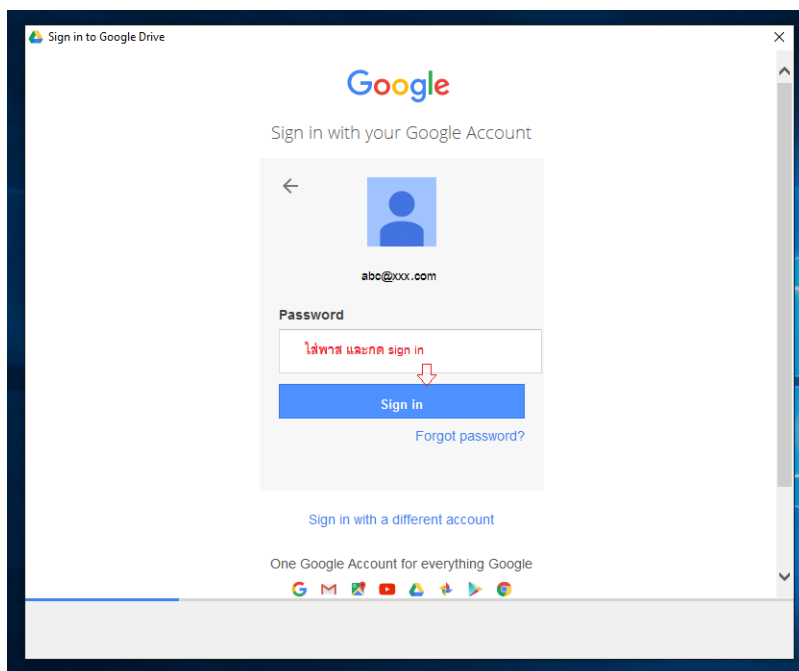 Sign in to Google Drive
Google
Sign in with your Google Account
abc@xxx.com
Password
ใส่พาส และกด sign in
Sign in
Forgot password?
Sign in with a different account
One Google Account for everything Google